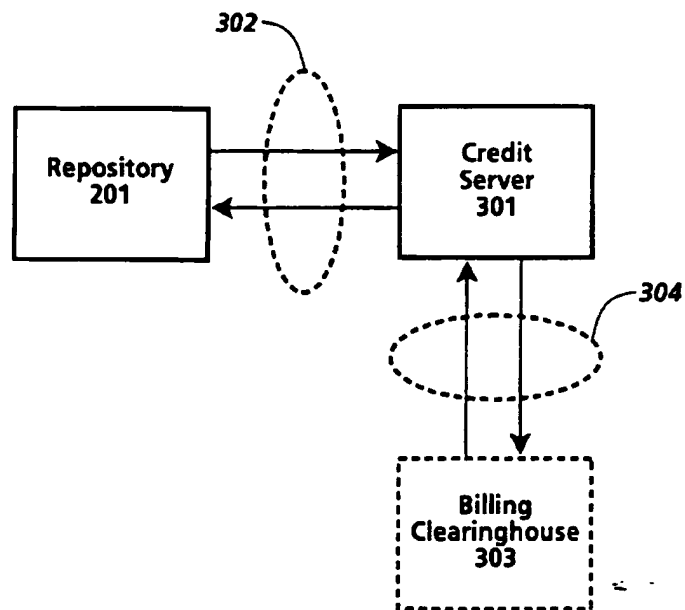 302
Repository
201
Credit
Server
301
304
Billing
Clearinghouse
303